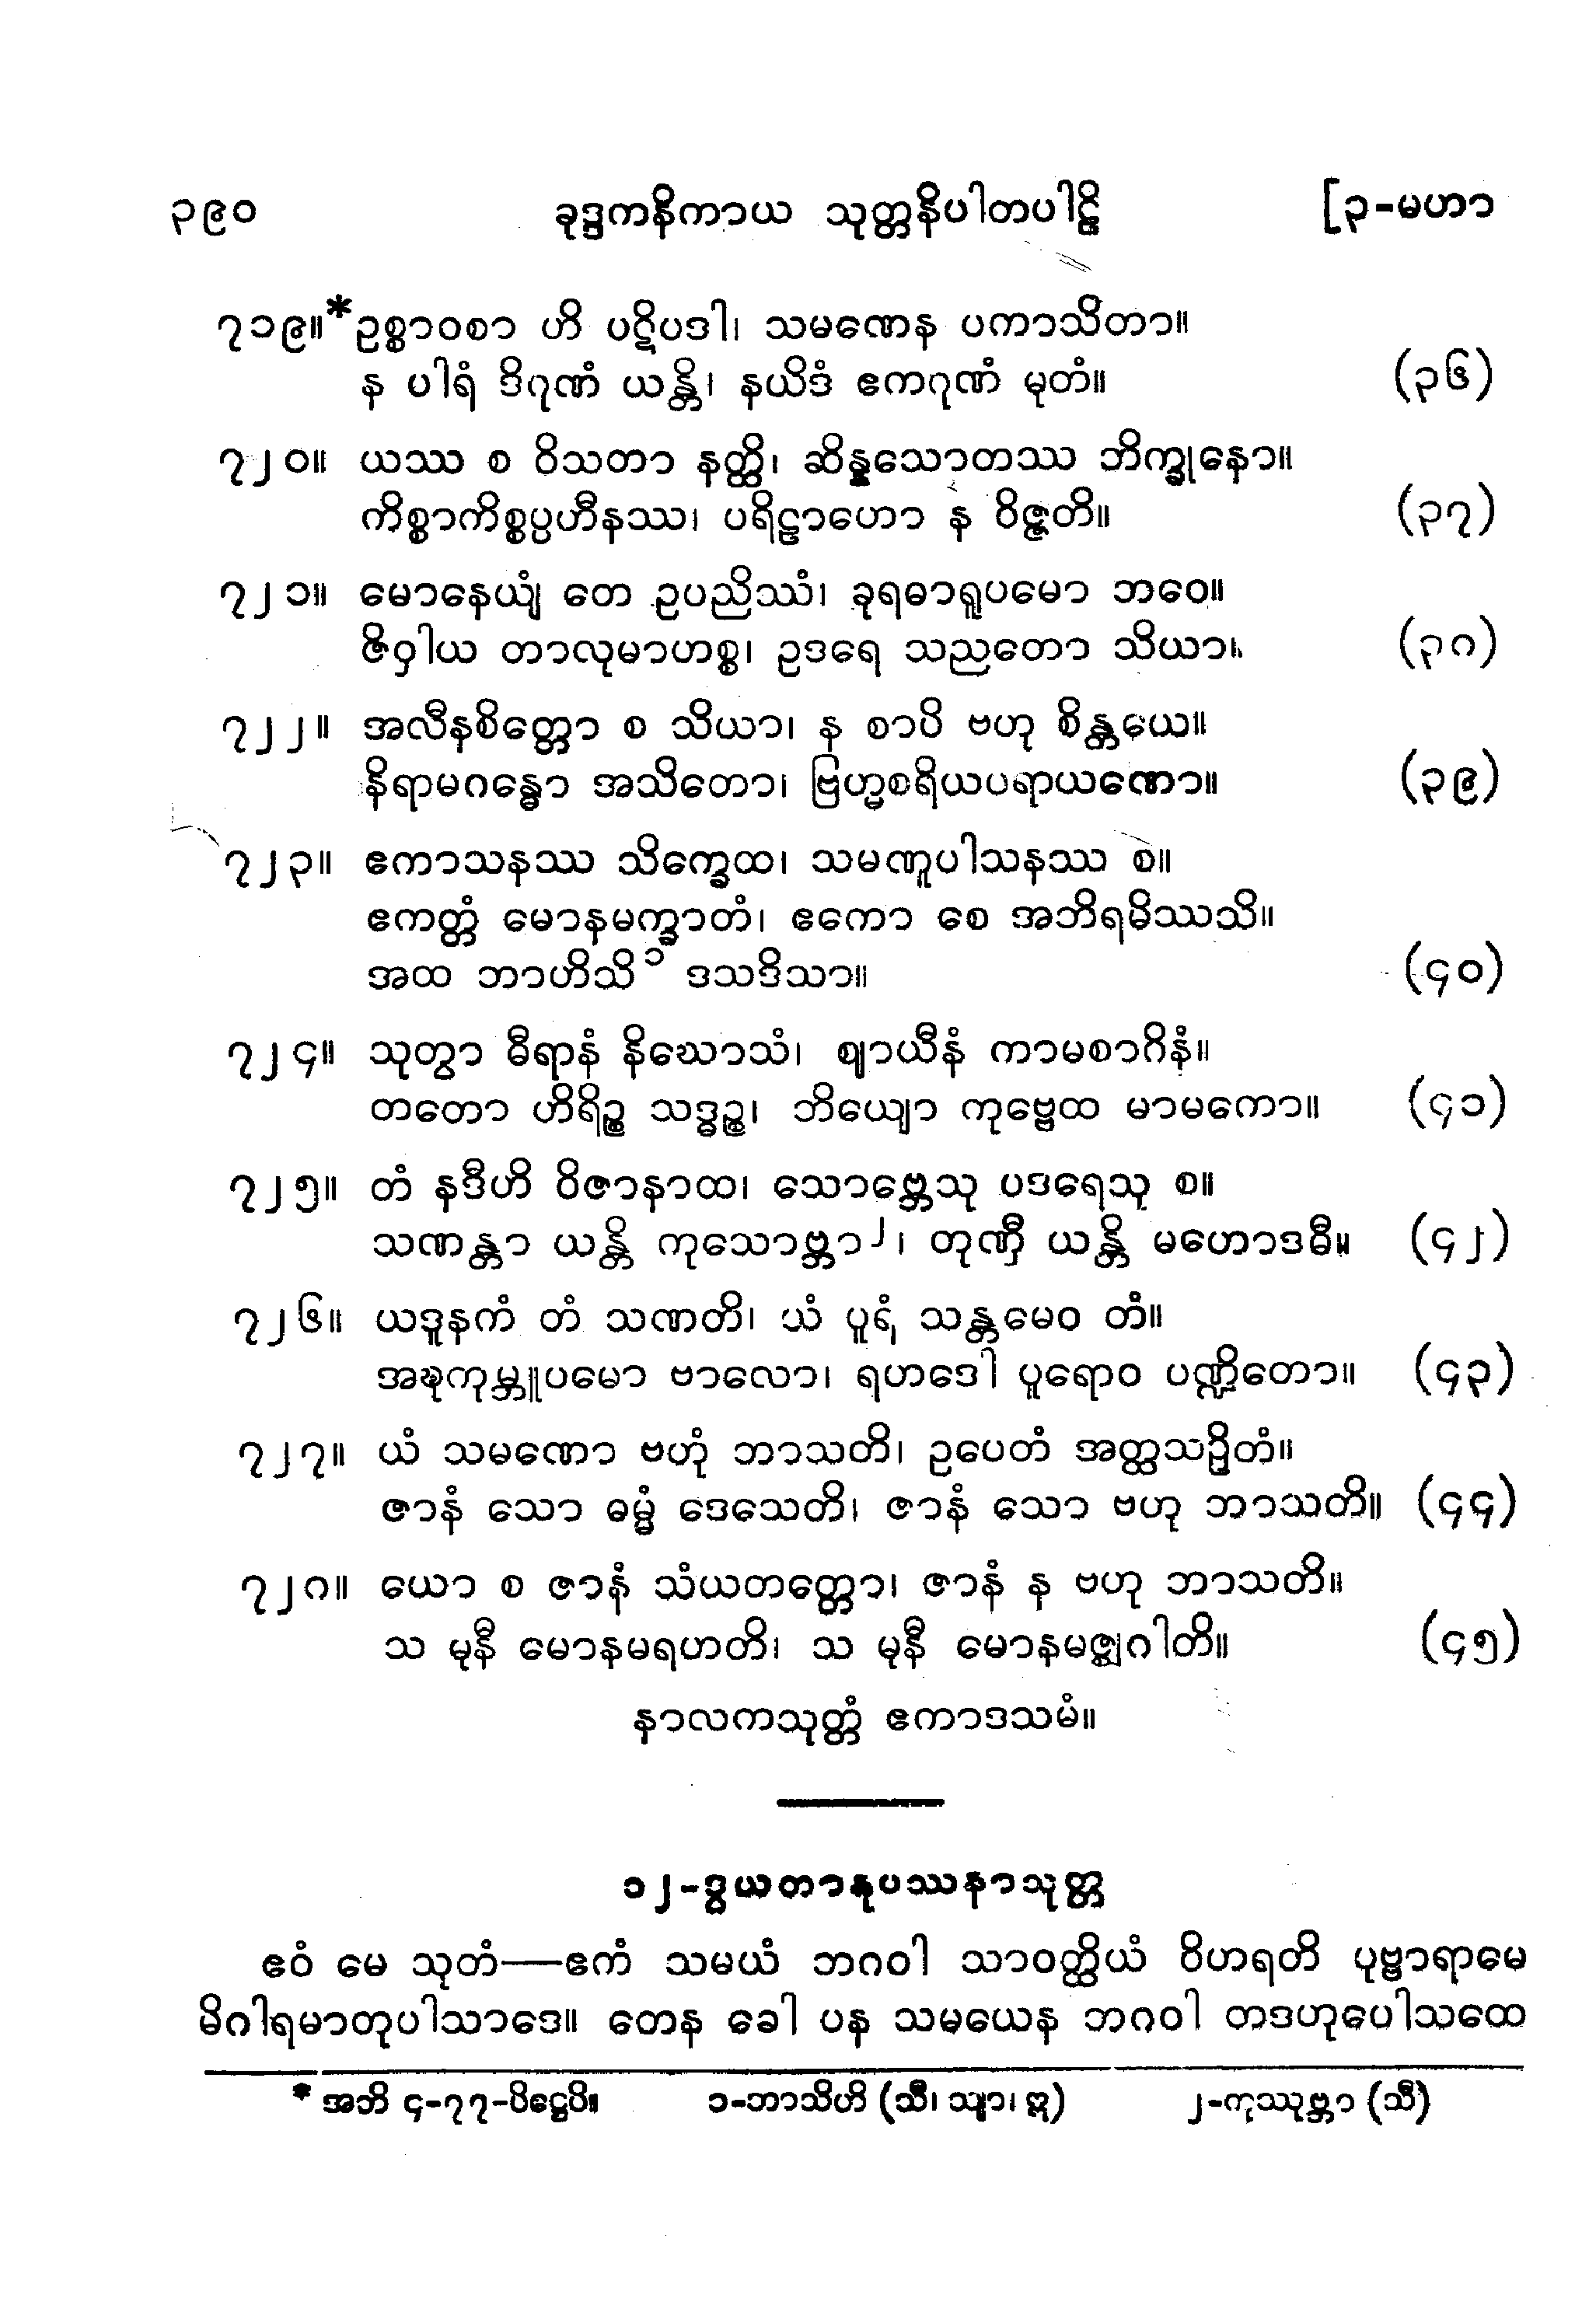 ၃၉၀ ခုဒ္ဒကနိကာယ သုတ္တနိပါတပါဠိ [၃-မဟာ
၇၁၉။*ဥစ္စာဝစာ ဟိ ပဋိပဒါ၊ သမဏေန ပကာသိတာ။
န ပါရံ ဒိဂုဏံ ယန္တိ၊ နယိဒံ ဧကဂုဏံ မုတံ။ (၃၆)
၇၂၀။ ယဿ စ ဝိသတာ နတ္ထိ၊ ဆိန္နသောတဿ ဘိက္ခုနော။
ကိစ္စာကိစ္စပ္ပဟီနဿ၊ ပရိဠာဟော န ဝိဇ္ဇတိ။ (၃၇)
၇၂၁။ မောနေယျံ တေ ဥပညိဿံ၊ ခုရဓာရူပမော ဘဝေ။
ဇိဝှါယ တာလုမာဟစ္စ၊ ဥဒရေ သညတော သိယာ။ (၃၈)
၇၂၂။ အလီနစိတ္တော စ သိယာ၊ န စာပိ ဗဟု စိန္တယေ။
နိရာမဂန္ဓော အသိတော၊ ဗြဟ္မစရိယပရာယဏော။ (၃၉)
၇၂၃။ ဧကာသနဿ သိက္ခေထ၊ သမဏူပါသနဿ စ။
ဧကတ္တံ မောနမက္ခာတံ၊ ဧကော စေ အဘိရမိဿသိ။
အထ ဘာဟိသိ၁ ဒသဒိသာ။ (၄၀)
၇၂၄။ သုတွာ ဓီရာနံ နိဃောသံ၊ ဈာယီနံ ကာမစာဂိနံ။
တတော ဟိရိဉ္စ သဒ္ဓဉ္စ၊ ဘိယျော ကုဗ္ဗေထ မာမကော။ (၄၁)
၇၂၅။ တံ နဒီဟိ ဝိဇာနာထ၊ သောဗ္ဘေသု ပဒရေသု စ။
သဏန္တာ ယန္တိ ကုသောဗ္ဘာ၂၊ တုဏှီ ယန္တိ မဟောဒဓီ။ (၄၂)
၇၂၆။ ယဒူနကံ တံ သဏတိ၊ ယံ ပူရံ သန္တမေဝ တံ။
အဍ္ဎကုမ္ဘူပမော ဗာလော၊ ရဟဒေါ ပူရောဝ ပဏ္ဍိတော။ (၄၃)
၇၂၇။ ယံ သမဏော ဗဟုံ ဘာသတိ၊ ဥပေတံ အတ္ထသဉှိတံ။
ဇာနံ သော ဓမ္မံ ဒေသေတိ၊ ဇာနံ သော ဗဟု ဘာသတိ။ (၄၄)
၇၂၈။ ယော စ ဇာနံ သံယတတ္တော၊ ဇာနံ န ဗဟု ဘာသတိ။
သ မုနီ မောနမရဟတိ၊ သ မုနီ မောနမဇ္ဈဂါတိ။ (၄၅)
နာလကသုတ္တံ ဧကာဒသမံ။
၁၂-ဒွယတာနုပဿနာသုတ္တ
ဧဝံ မေ သုတံ—ဧကံ သမယံ ဘဂဝါ သာဝတ္ထိယံ ဝိဟရတိ ပုဗ္ဗာရာမေ
မိဂါရမာတုပါသာဒေ။ တေန ခေါ ပန သမယေန ဘဂဝါ တဒဟုပေါသထေ
* အဘိ ၄-၇၇-ပိဋ္ဌေပိ။ ၁-ဘာသိဟိ (သီ၊ သျာ၊ ဣ) ၂-ကုဿုဗ္ဘာ (သီ)